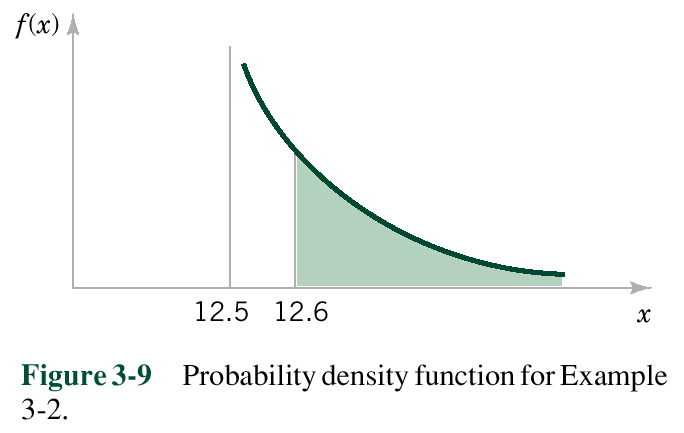 f(x)
12.5 12.6
x
Figure 3-9 Probability density function for Example
3-2.